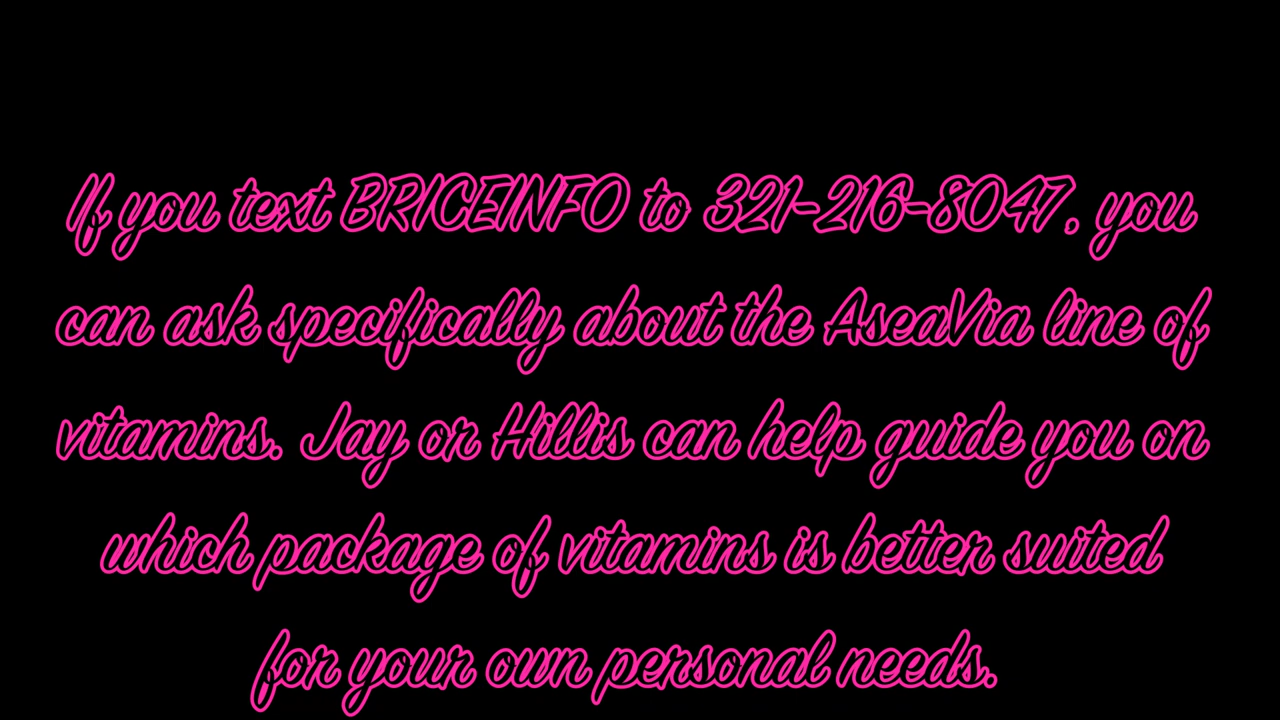 If you text BRICEINFO to 321-216-8047, you
can ask specifically about the AseaVia line of
vitamins. Jay or Hillis can help guide you on
which package of vitamins is better suited
for your own personal needs.